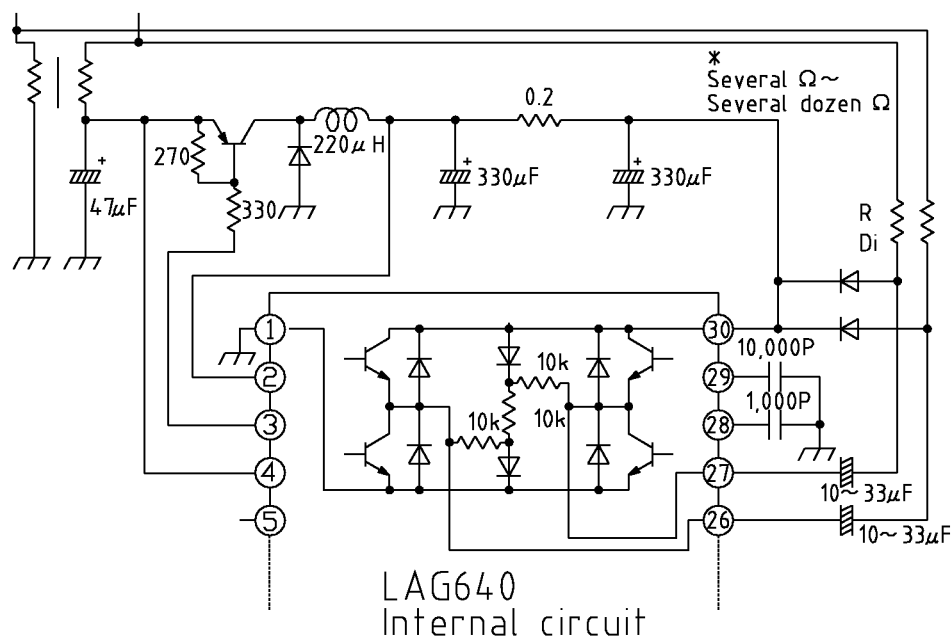 *
Several Ω~
Several dozen Ω
0.2
270
220μH
+
47μF
330
+
330μF
+
330μF
R
Di
1
30
10,000P
2
10k
29
1,000P
3
10k
10k
28
4
27
10~33μF
5
26
10~33μF
LAG640
Internal circuit